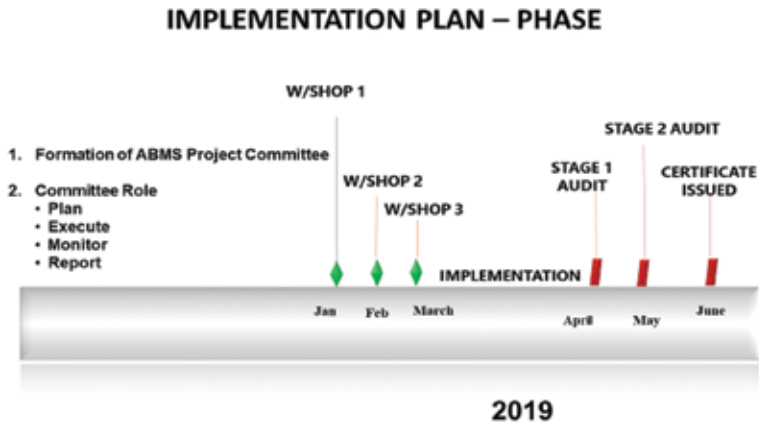 IMPLEMENTATION PLAN – PHASE
W/SHOP 1
1. Formation of ABMS Project Committee
2. Committee Role
• Plan
• Execute
• Monitor
• Report
W/SHOP 2
W/SHOP 3
IMPLEMENTATION
STAGE 1
AUDIT
STAGE 2 AUDIT
CERTIFICATE
ISSUED
Jan
Feb
March
April
May
June
2019